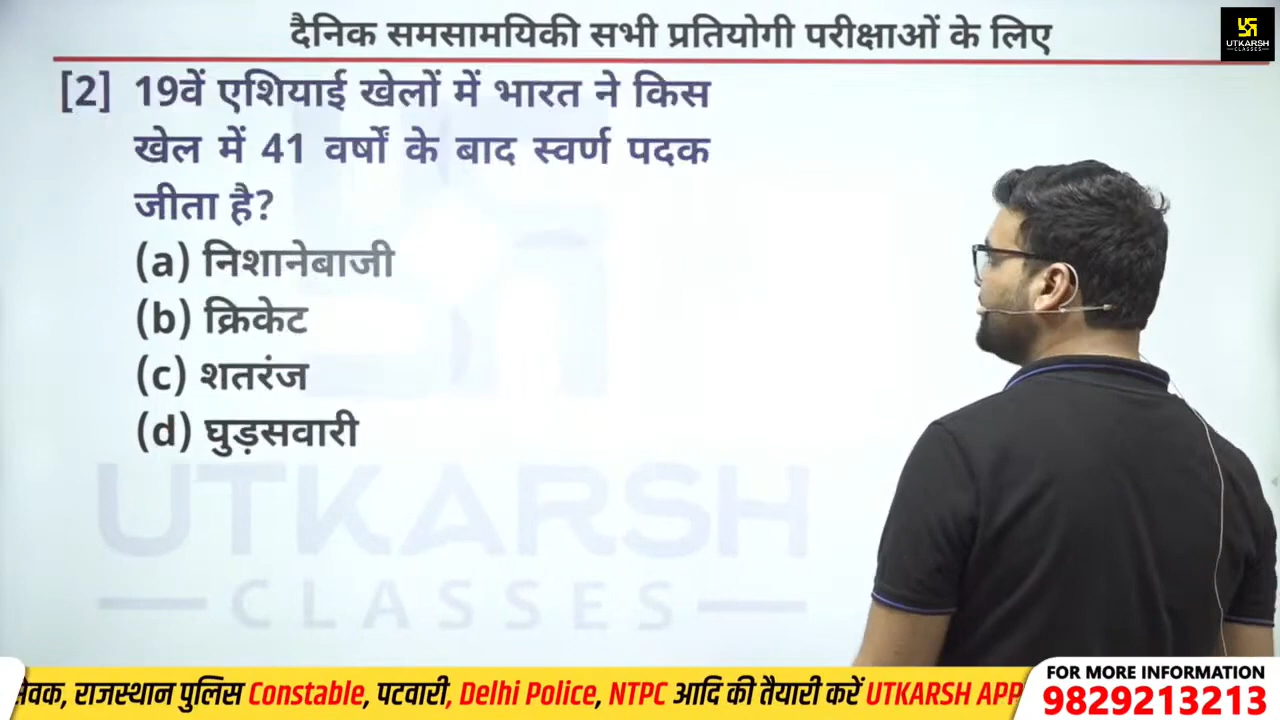 दैनिक समसामयिकी सभी प्रतियोगी परीक्षाओं के लिए
UTKARSH
CLASSES
[2] 19वें एशियाई खेलों में भारत ने किस
खेल में 41 वर्षों के बाद स्वर्ण पदक
जीता है?
(a) निशानेबाजी
(b) क्रिकेट
(c) शतरंज
(d) घुड़सवारी
UTKARSH
CLASSES
राजस्थान पुलिस Constable, पटवारी, Delhi Police, NTPC आदि की तैयारी करें UTKARSH APP
FOR MORE INFORMATION
9829213213